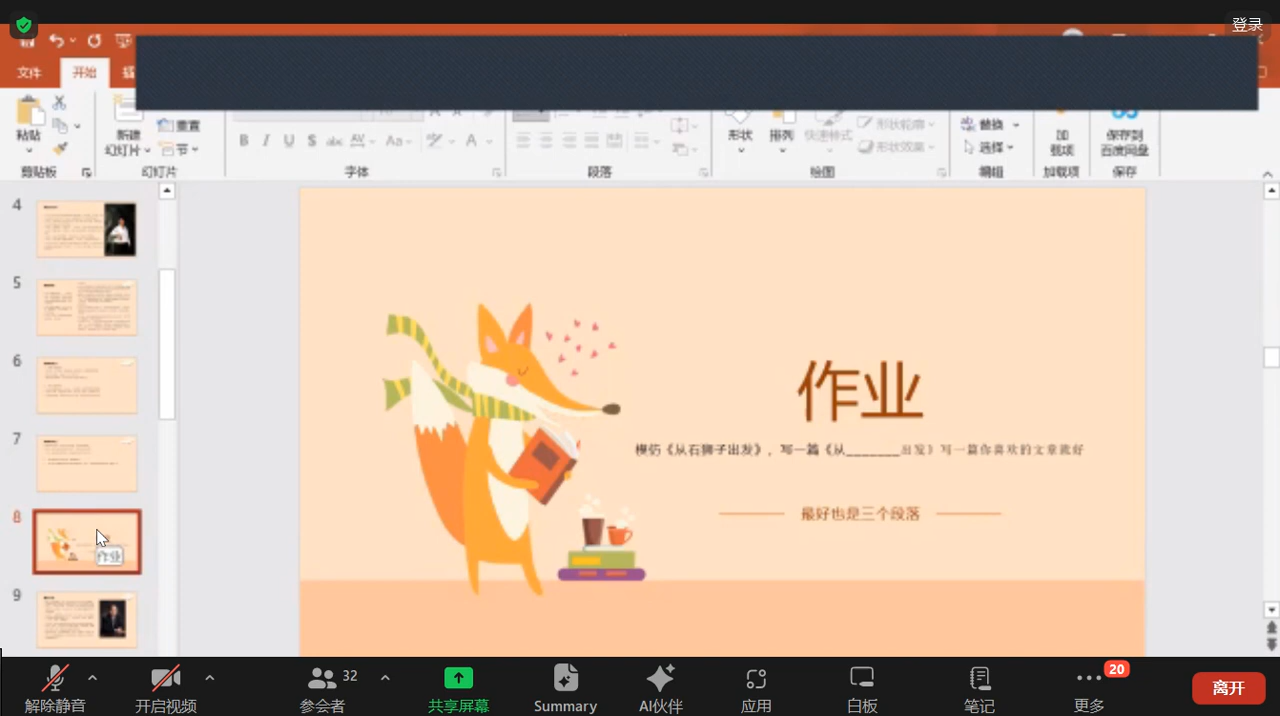 登录
文件
开始
插
粘贴
新建
幻灯片
重置
节
剪贴板
幻灯片
B I U S abc AV Aa A
字体
段落
形状
排列
快速样式
形状轮廓
形状效果
绘图
替换
选择
编辑
加
载项
加载项
保存到
百度网盘
保存
4
5
6
7
8
9
作业
作业
模仿《从石狮子出发》，写一篇《从_______出发》写一篇你喜欢的文章就好
最好也是三个段落
解除静音
开启视频
32
参会者
共享屏幕
Summary
AI伙伴
应用
白板
笔记
20
更多
离开